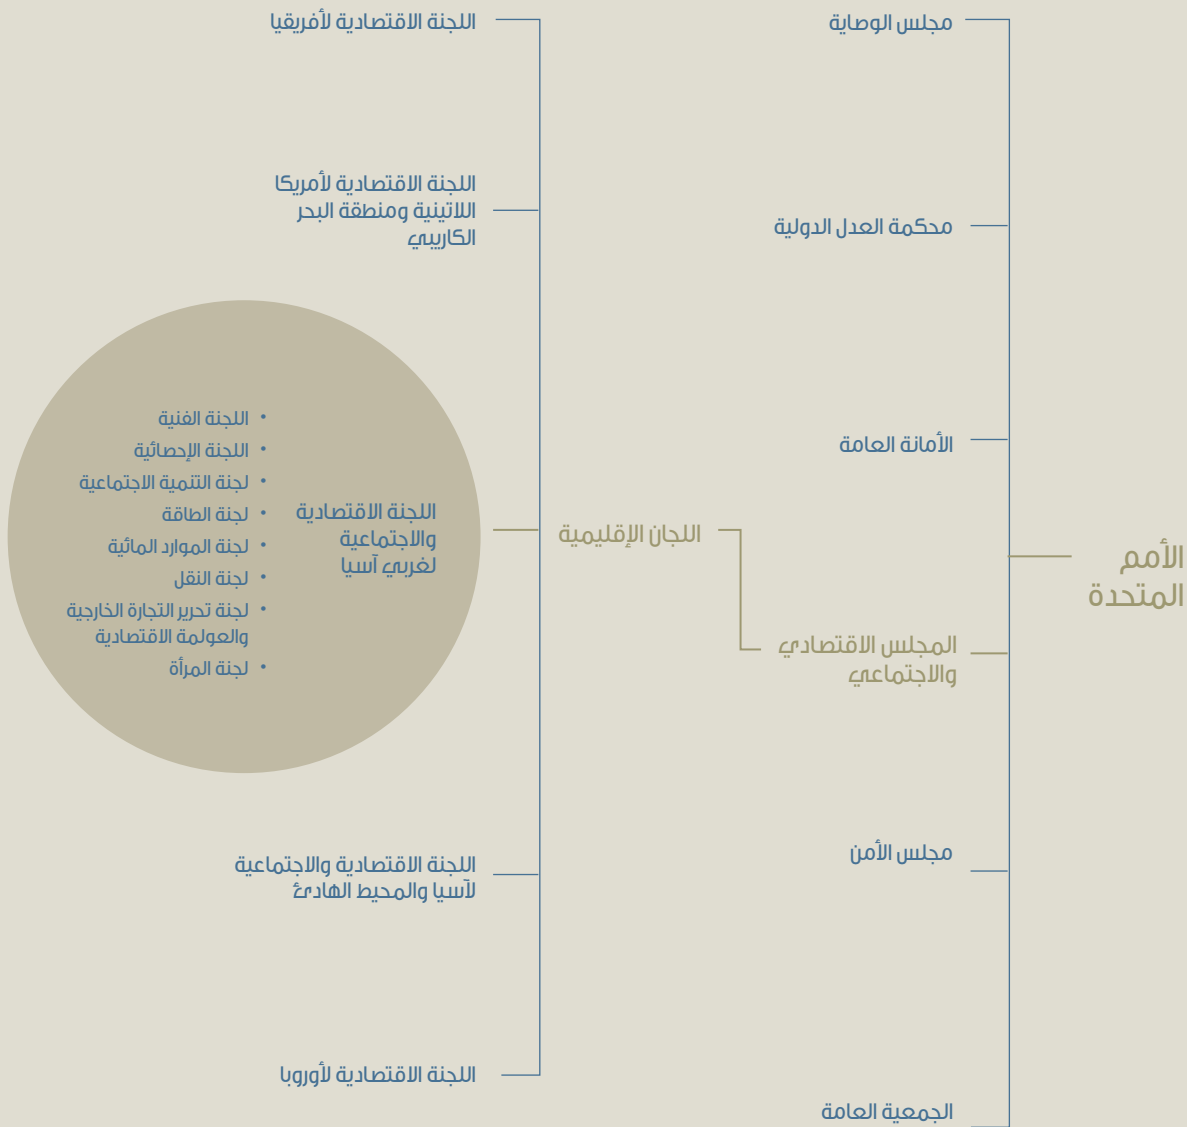 الأمم
المتحدة
مجلس الوصاية
محكمة العدل الدولية
الأمانة العامة
المجلس الاقتصادي
والاجتماعي
مجلس الأمن
الجمعية العامة
اللجان الإقليمية
اللجنة الاقتصادية لأفريقيا
اللجنة الاقتصادية لأمريكا
اللاتينية ومنطقة البحر
الكاريبي
اللجنة الاقتصادية
والاجتماعية
لغربي آسيا
• اللجنة الفنية
• اللجنة الإحصائية
• لجنة التنمية الاجتماعية
• لجنة الطاقة
• لجنة الموارد المائية
• لجنة النقل
• لجنة تحرير التجارة الخارجية
والعولمة الاقتصادية
• لجنة المرأة
اللجنة الاقتصادية والاجتماعية
لآسيا والمحيط الهادئ
اللجنة الاقتصادية لأوروبا